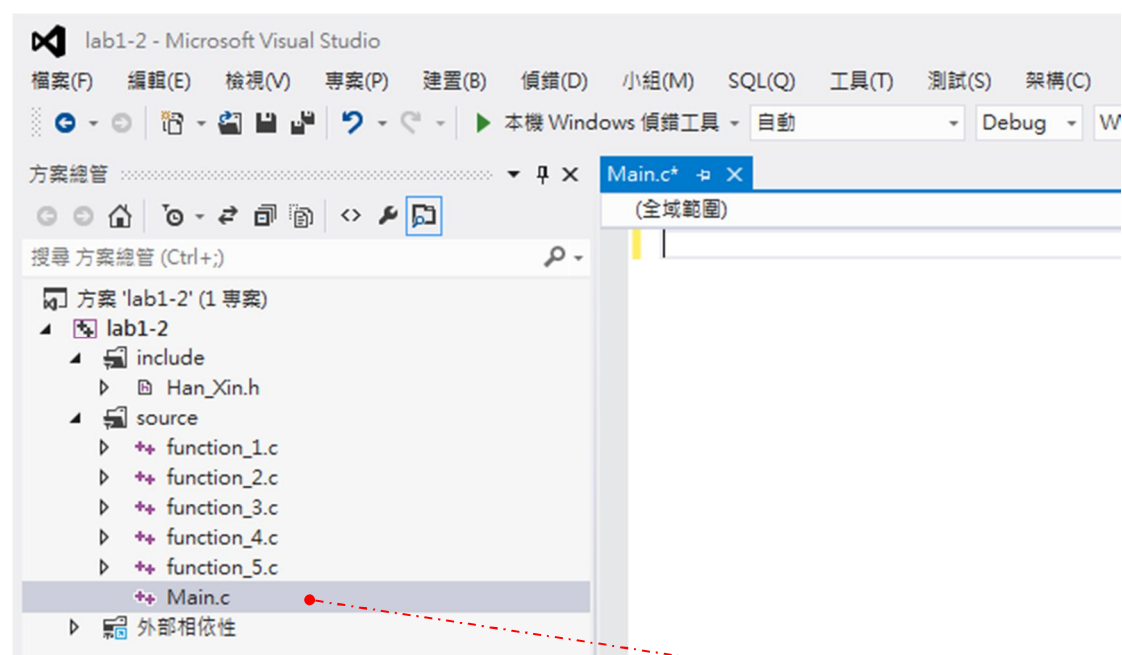 lab1-2 - Microsoft Visual Studio
檔案(F) 編輯(E) 檢視(V) 專案(P) 建置(B) 偵錯(D) 小組(M) SQL(Q) 工具(T) 測試(S) 架構(C)
本機 Windows 偵錯工具 自動 Debug
方案總管
Main.c*
(全域範圍)
搜尋 方案總管 (Ctrl+;)
方案 'lab1-2' (1 專案)
lab1-2
include
Han_Xin.h
source
function_1.c
function_2.c
function_3.c
function_4.c
function_5.c
Main.c
外部相依性